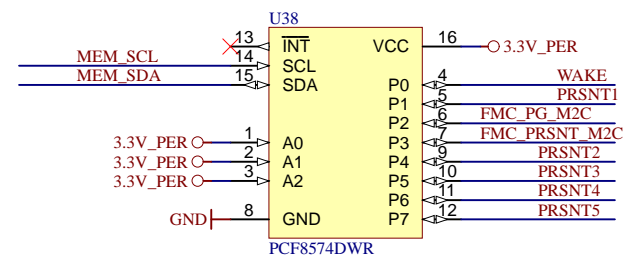 U38
13 INT VCC 16 3.3V_PER
MEM_SCL 14 SCL
MEM_SDA 15 SDA P0 4 WAKE
P1 5 PRSNT1
P2 6 FMC_PG_M2C
3.3V_PER 1 A0 P3 7 FMC_PRSNT_M2C
3.3V_PER 2 A1 P4 9 PRSNT2
3.3V_PER 3 A2 P5 10 PRSNT3
P6 11 PRSNT4
GND 8 GND P7 12 PRSNT5
PCF8574DWR